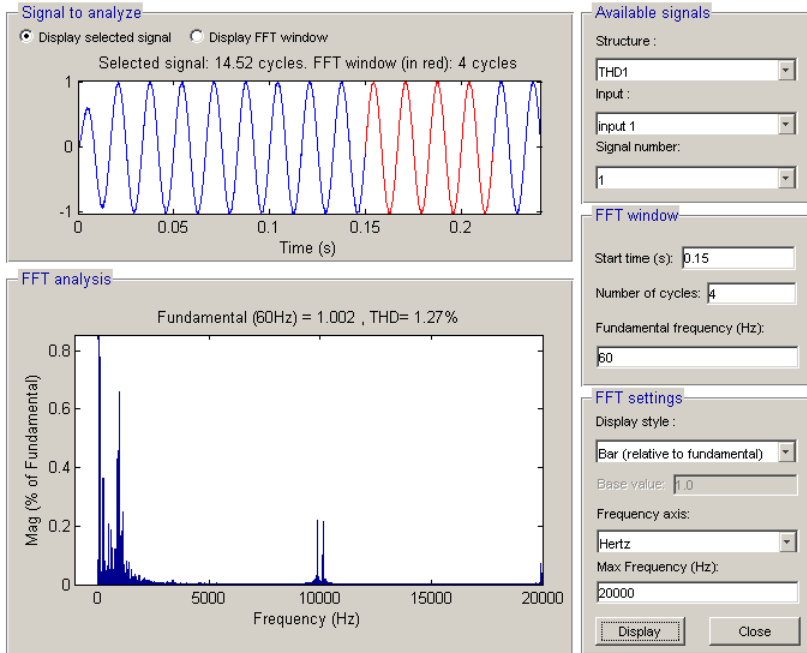 Signal to analyze
Display selected signal
Display FFT window
Selected signal: 14.52 cycles. FFT window (in red): 4 cycles
1
0
-1
0 0.05 0.1 0.15 0.2
Time (s)
FFT analysis
Fundamental (60Hz) = 1.002 , THD= 1.27%
Mag (% of Fundamental)
0.8
0.6
0.4
0.2
0
0 5000 10000 15000 20000
Frequency (Hz)
Available signals
Structure :
THD1
Input :
input 1
Signal number:
1
FFT window
Start time (s): 0.15
Number of cycles: 4
Fundamental frequency (Hz):
60
FFT settings
Display style :
Bar (relative to fundamental)
Base value: 1.0
Frequency axis:
Hertz
Max Frequency (Hz):
20000
Display Close